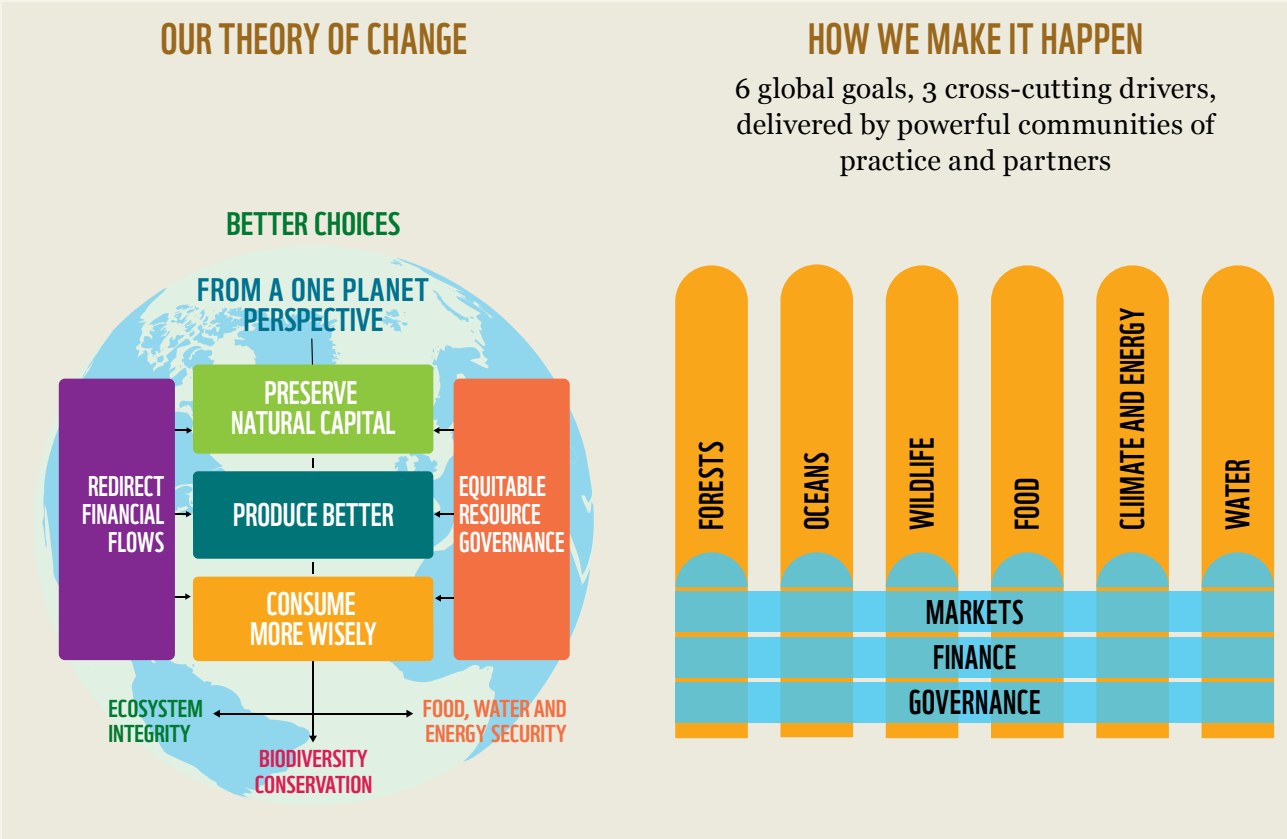 OUR THEORY OF CHANGE
BETTER CHOICES
FROM A ONE PLANET
PERSPECTIVE
REDIRECT
FINANCIAL
FLOWS
PRESERVE
NATURAL CAPITAL
PRODUCE BETTER
CONSUME
MORE WISELY
EQUITABLE
RESOURCE
GOVERNANCE
ECOSYSTEM
INTEGRITY
BIODIVERSITY
CONSERVATION
FOOD, WATER AND
ENERGY SECURITY
HOW WE MAKE IT HAPPEN
6 global goals, 3 cross-cutting drivers,
delivered by powerful communities of
practice and partners
FORESTS
OCEANS
WILDLIFE
FOOD
CLIIMATE AND ENERGY
WATER
MARKETS
FINANCE
GOVERNANCE